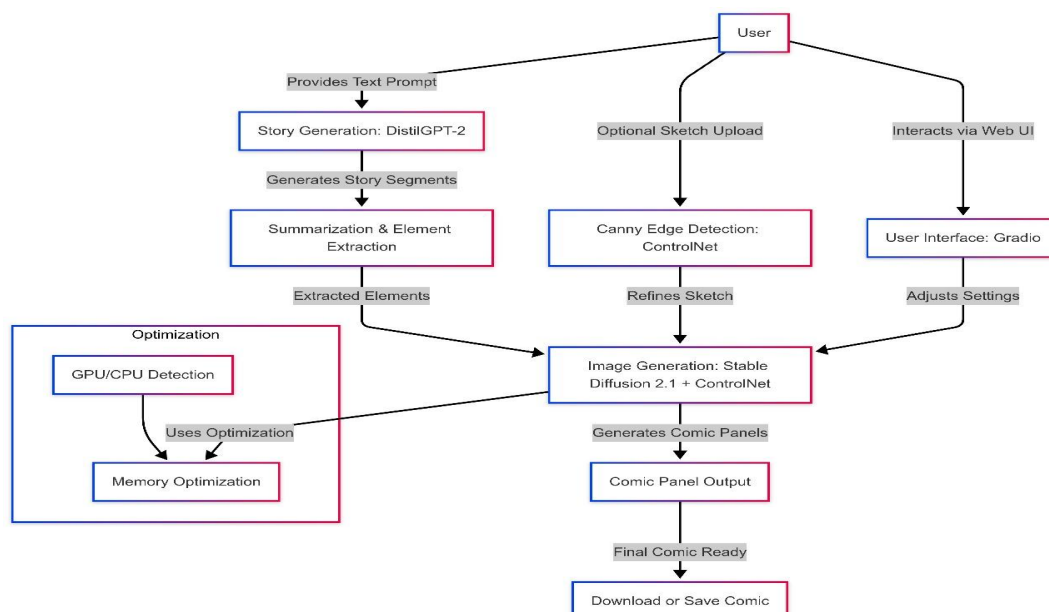 User
Provides Text Prompt
Story Generation: DistilGPT-2
Optional Sketch Upload
Interacts via Web UI
Generates Story Segments
Summarization & Element
Extraction
Canny Edge Detection:
ControlNet
User Interface: Gradio
Extracted Elements
Refines Sketch
Adjusts Settings
Optimization
GPU/CPU Detection
Image Generation: Stable
Diffusion 2.1 + ControlNet
Uses Optimization
Generates Comic Panels
Memory Optimization
Comic Panel Output
Final Comic Ready
Download or Save Comic